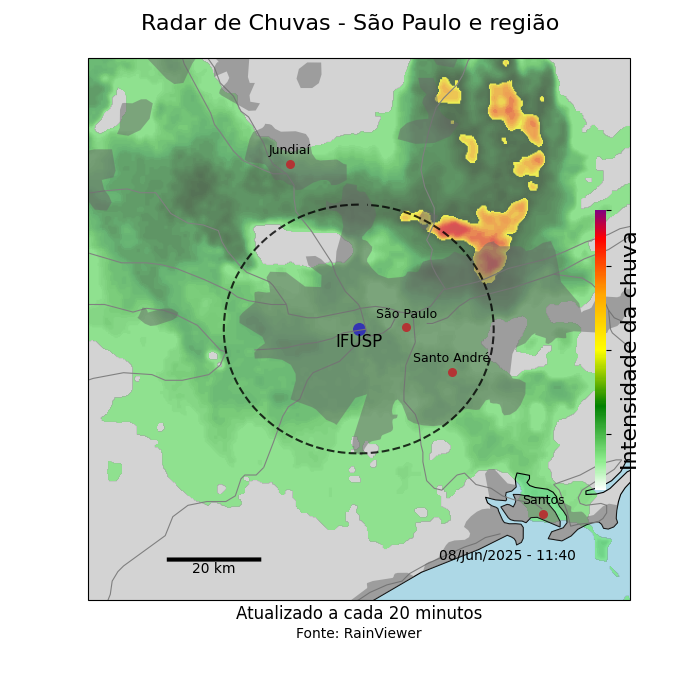 Radar de Chuvas - São Paulo e região
Jundiaí
São Paulo
IFUSP
Santo André
Intensidade da chuva
Santos
08/Jun/2025 - 11:40
20 km
Atualizado a cada 20 minutos
Fonte: RainViewer